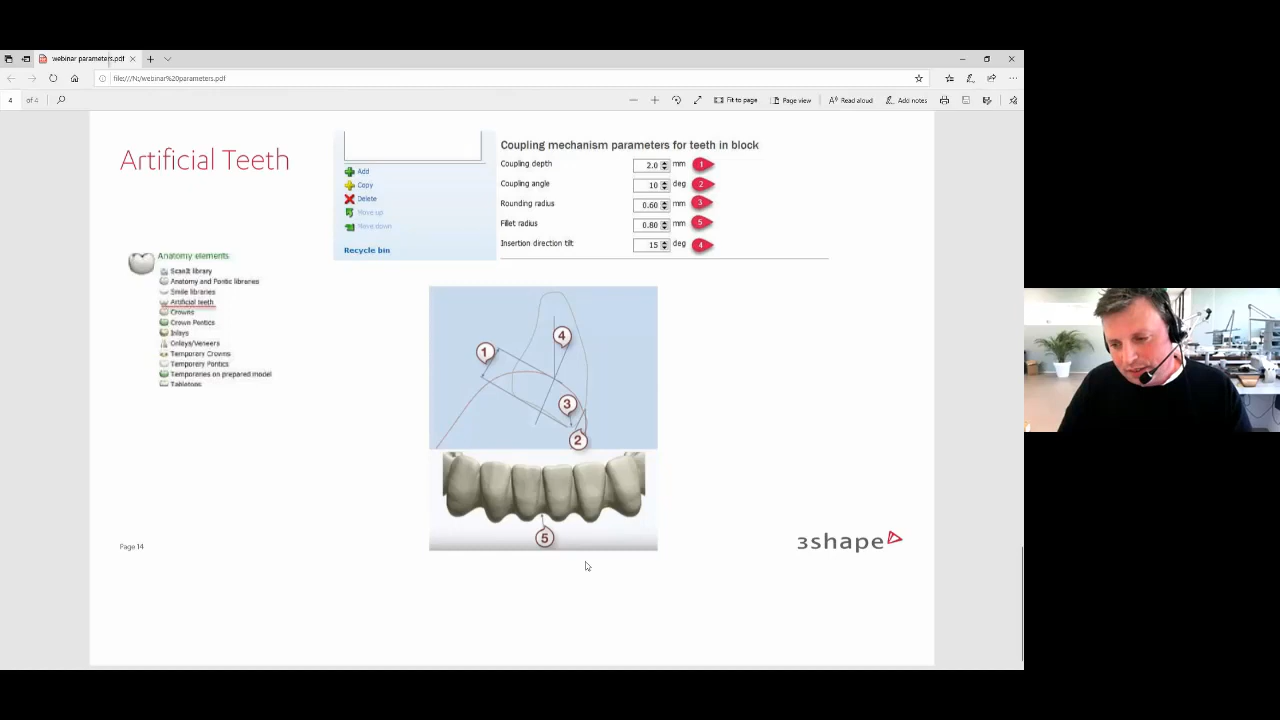 webinar parameters.pdf
file:///N:/webinar%20parameters.pdf
4 of 4
Fit to page
Page view
Read aloud
Add notes
Artificial Teeth
Add
Copy
Delete
Move up
Move down
Recycle bin
Coupling mechanism parameters for teeth in block
Coupling depth 2.0 mm 1
Coupling angle 10 deg 2
Rounding radius 0.60 mm 3
Fillet radius 0.80 mm 5
Insertion direction tilt 15 deg 4
Anatomy elements
ScanIt library
Anatomy and Pontic libraries
Smile libraries
Artificial teeth
Crowns
Crown Pontics
Inlays
Onlays/Veneers
Temporary Crowns
Temporary Pontics
Temporaries on prepared model
Tabletops
4
1
3
2
5
Page 14
3shape